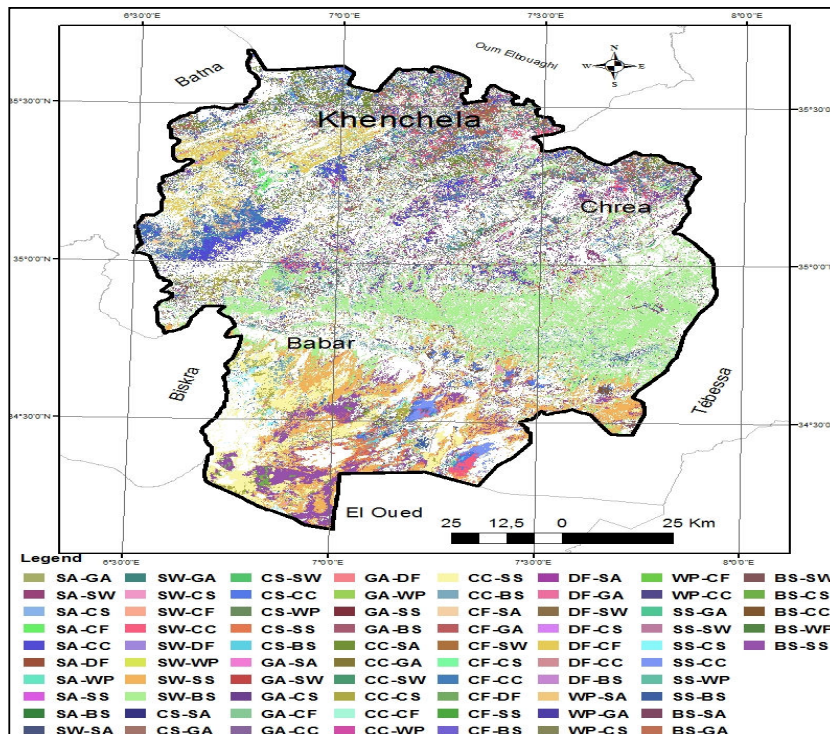 6°30'0"E 7°0'0"E 7°30'0"E 8°0'0"E
Oum Elbouaghi
N
W E
S
Batna
35°30'0"N
Khenchela
35°30'0"N
Chrea
35°0'0"N
35°0'0"N
Babar
Biskra
Tébessa
34°30'0"N
34°30'0"N
El Oued
25 12,5 0 25 Km
6°30'0"E 7°0'0"E 7°30'0"E 8°0'0"E
Legend
SA-GA SW-GA CS-SW GA-DF CC-SS DF-SA WP-CF BS-SW
SA-SW SW-CS CS-CC GA-WP CC-BS DF-GA WP-CC BS-CS
SA-CS SW-CF CS-WP GA-SS CF-SA DF-SW SS-GA BS-CC
SA-CF SW-CC CS-SS GA-BS CF-GA DF-CS SS-SW BS-WP
SA-CC SW-DF CS-BS CC-SA CF-SW DF-CF SS-CS BS-SS
SA-DF SW-WP GA-SA CC-GA CF-CS DF-CC SS-CC
SA-WP SW-SS GA-SW CC-SW CF-CC DF-BS SS-WP
SA-SS SW-BS GA-CS CC-CS CF-DF WP-SA SS-BS
SA-BS CS-SA GA-CF CC-CF CF-SS WP-GA BS-SA
SW-SA CS-GA GA-CC CC-WP CF-BS WP-CS BS-GA